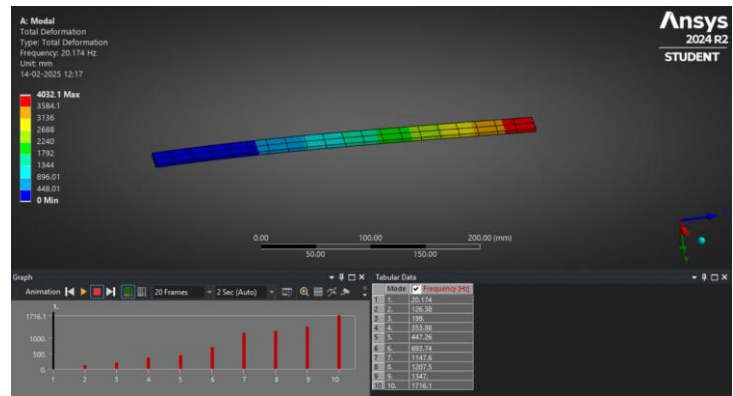 A: Modal
Total Deformation
Type: Total Deformation
Frequency: 20.174 Hz
Unit: mm
14-02-2025 12:17
4032.1 Max
3584.1
3136
2688
2240
1792
1344
896.01
448.01
0 Min
Ansys
2024 R2
STUDENT
0.00 100.00 200.00 (mm)
50.00 150.00
Graph
Animation 20 Frames 2 Sec (Auto)
1.
1716.1
1000.
500.
0.
1 2 3 4 5 6 7 8 9 10
Tabular Data
Mode Frequency [Hz]
1 1. 20.174
2 2. 126.38
3 3. 199.
4 4. 353.88
5 5. 447.26
6 6. 693.74
7 7. 1147.6
8 8. 1207.5
9 9. 1347.
10 10. 1716.1